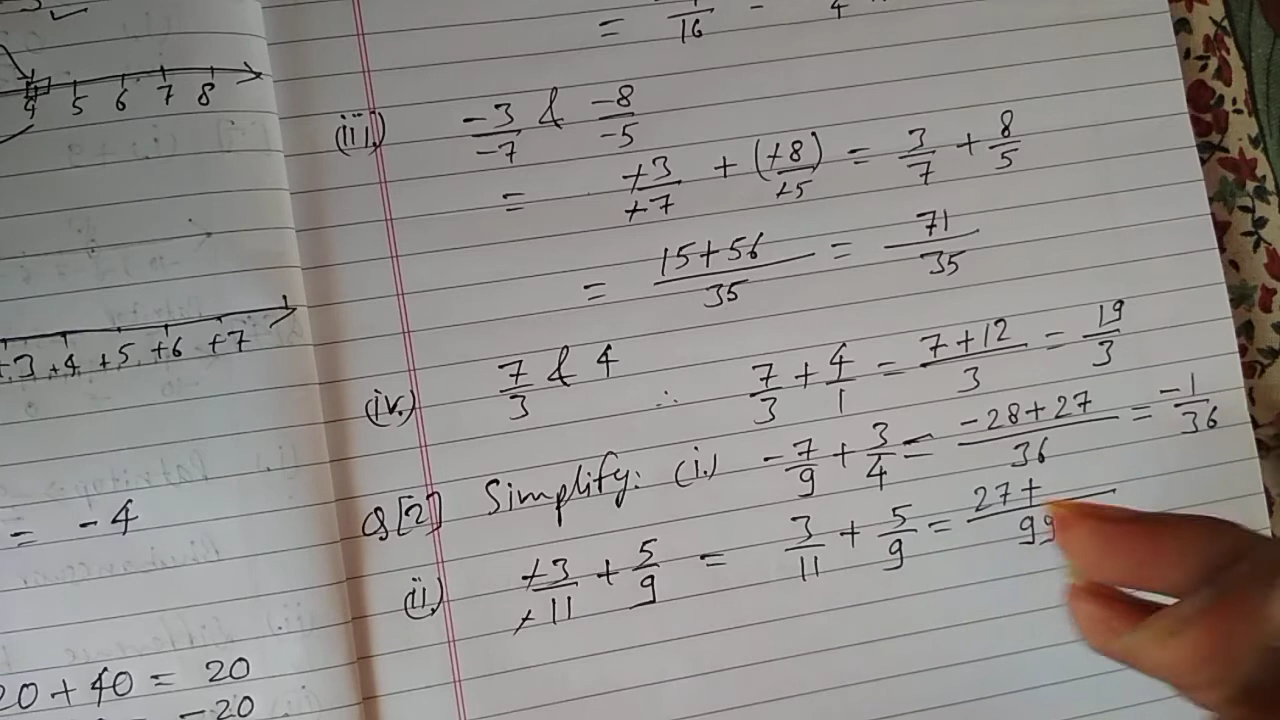 4 5 6 7 8
+3 +4 +5 +6 +7
= -4
20 + 40 = 20
-20
= /16 - 4
(iii) -3/-7 & -8/-5
= +3/+7 + (+8/+5) = 3/7 + 8/5
= 15+56/35 = 71/35
(iv.) 7/3 & 4 ∴ 7/3 + 4/1 = 7+12/3 = 19/3
Q[2] Simplify: (i.) -7/9 + 3/4 = -28+27/36 = -1/36
(ii.) +3/+11 + 5/9 = 3/11 + 5/9 = 27+/99